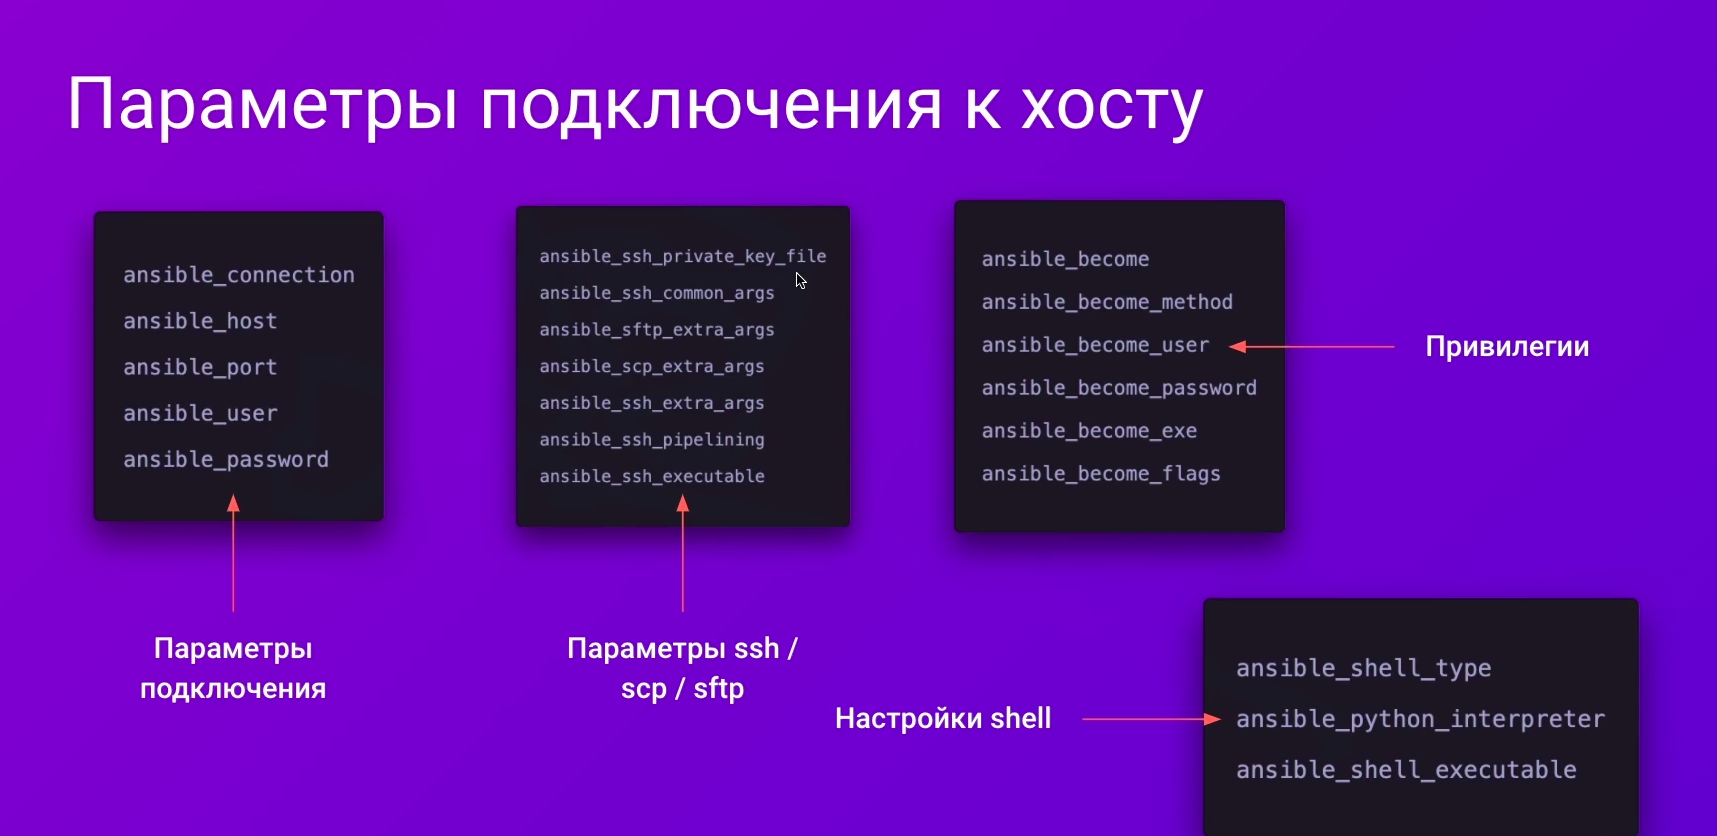 Параметры подключения к хосту
ansible_connection
ansible_host
ansible_port
ansible_user
ansible_password
Параметры
подключения
ansible_ssh_private_key_file
ansible_ssh_common_args
ansible_sftp_extra_args
ansible_scp_extra_args
ansible_ssh_extra_args
ansible_ssh_pipelining
ansible_ssh_executable
Параметры ssh /
scp / sftp
ansible_become
ansible_become_method
ansible_become_user
ansible_become_password
ansible_become_exe
ansible_become_flags
Привилегии
Настройки shell
ansible_shell_type
ansible_python_interpreter
ansible_shell_executable